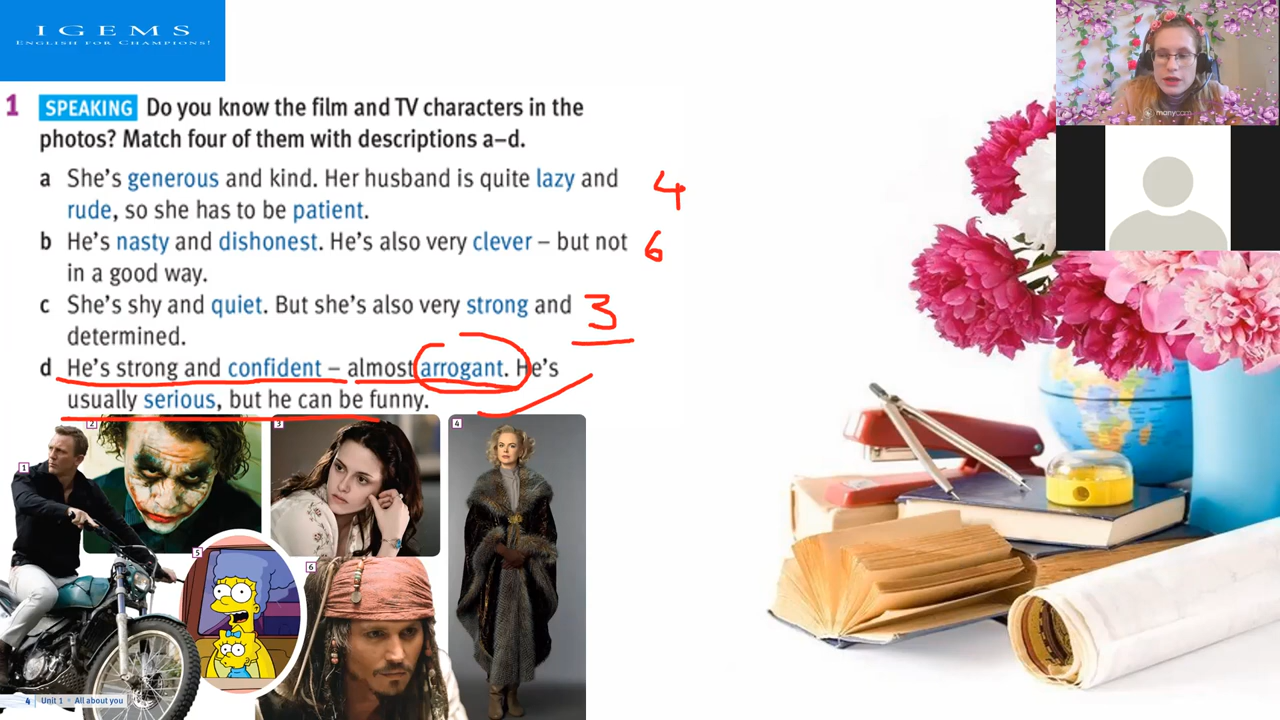 IGEMS
ENGLISH FOR CHAMPIONS!
1 SPEAKING Do you know the film and TV characters in the
photos? Match four of them with descriptions a–d.
a She's generous and kind. Her husband is quite lazy and
rude, so she has to be patient.
4
b He's nasty and dishonest. He's also very clever – but not
in a good way.
6
c She's shy and quiet. But she's also very strong and
determined.
3
d He's strong and confident – almost arrogant. He's
usually serious, but he can be funny.
1
2
3
4
5
6
4 Unit 1 • All about you
manycam